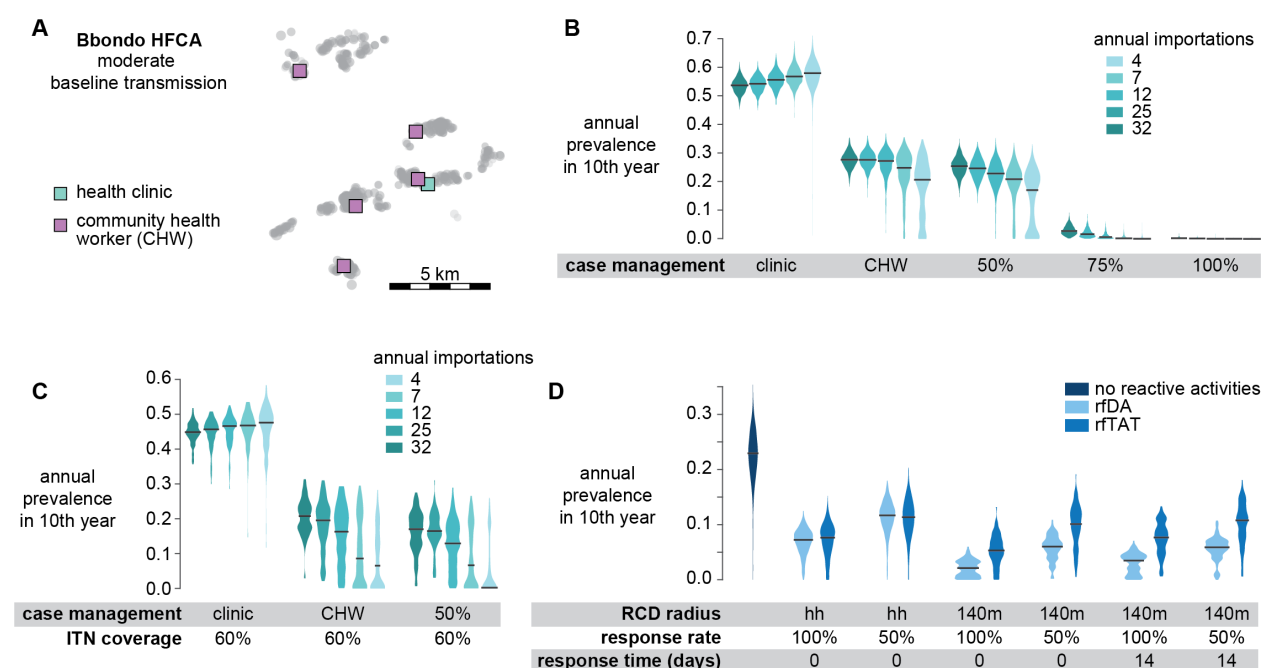 A
Bbondo HFCA
moderate
baseline transmission
health clinic
community health
worker (CHW)
5 km
B
annual importations
4
7
12
25
32
annual
prevalence
in 10th year
0.7
0.6
0.5
0.4
0.3
0.2
0.1
0.0
case management clinic CHW 50% 75% 100%
C
annual importations
4
7
12
25
32
annual
prevalence
in 10th year
0.6
0.5
0.4
0.3
0.2
0.1
0.0
case management clinic CHW 50%
ITN coverage 60% 60% 60%
D
no reactive activities
rfDA
rfTAT
annual
prevalence
in 10th year
0.3
0.2
0.1
0.0
RCD radius hh hh 140m 140m 140m 140m
response rate 100% 50% 100% 50% 100% 50%
response time (days) 0 0 0 0 14 14